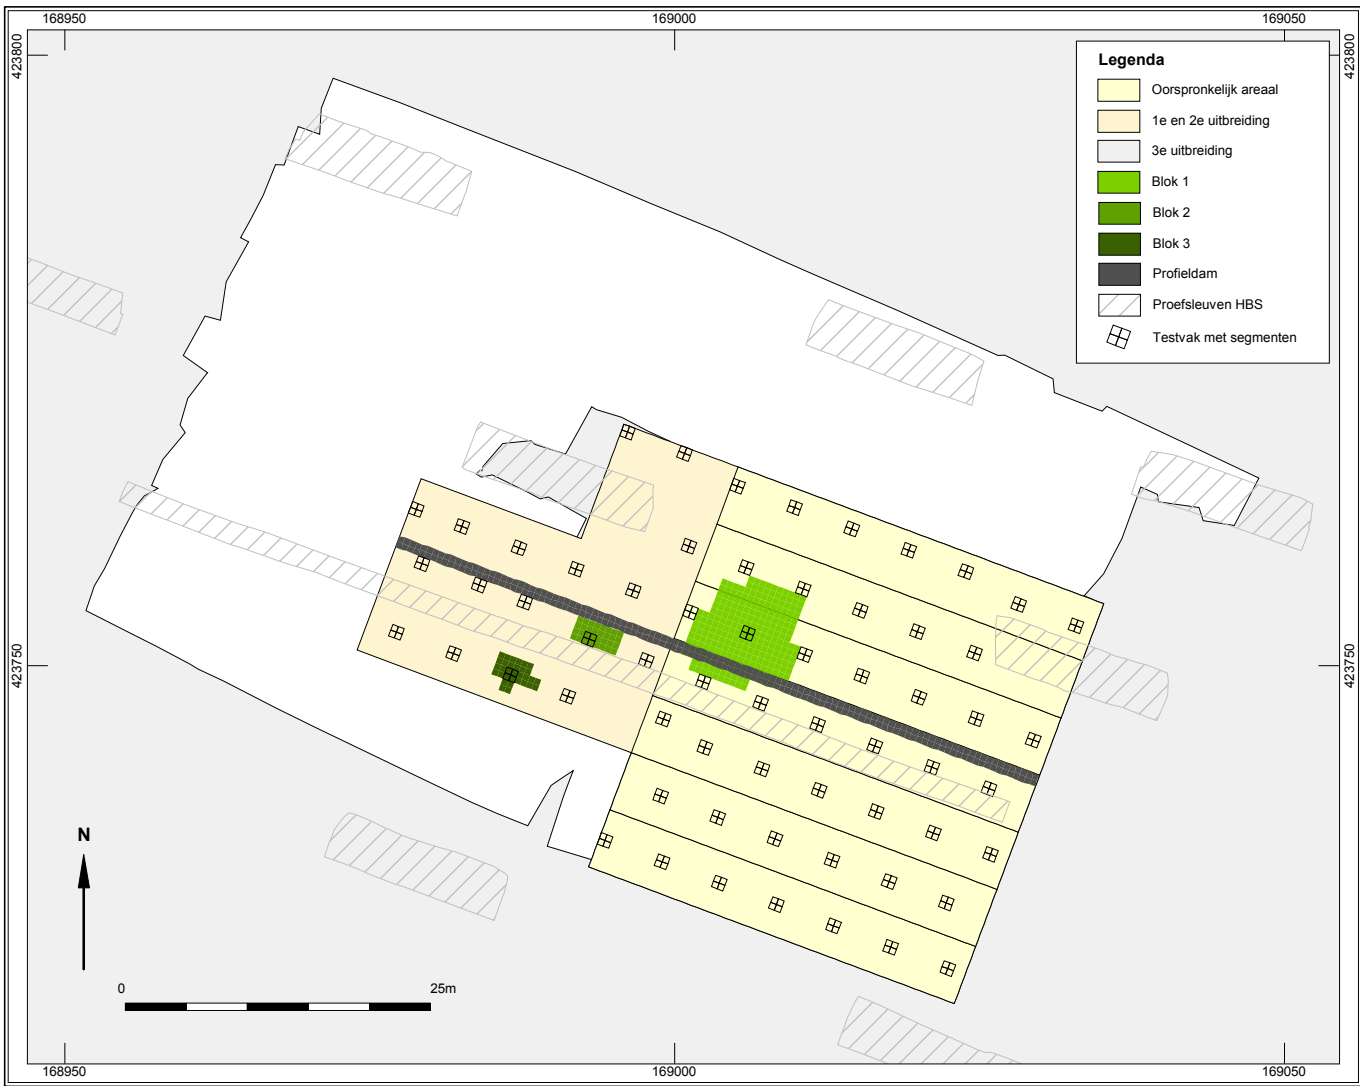 168950
169000
169050
423800
423800
Legenda
Oorspronkelijk areaal
1e en 2e uitbreiding
3e uitbreiding
Blok 1
Blok 2
Blok 3
Profieldam
Proefsleuven HBS
Testvak met segmenten
423750
423750
N
0
25m
168950
169000
169050